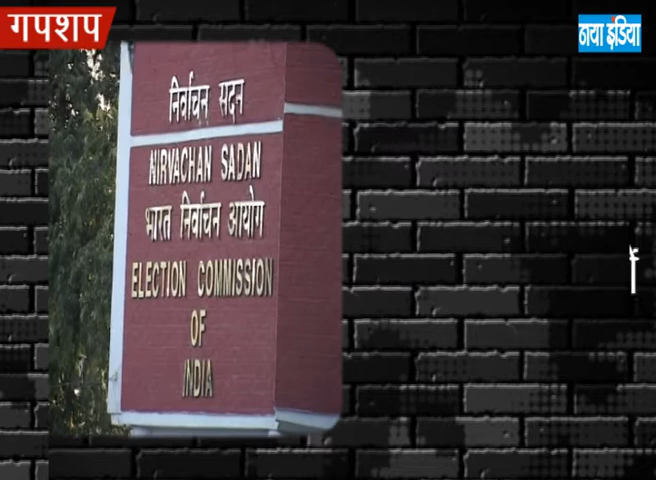 गपशप
नया इंडिया
निर्वाचन सदन
NIRVACHAN SADAN
भारत निर्वाचन आयोग
ELECTION COMMISSION
OF
INDIA